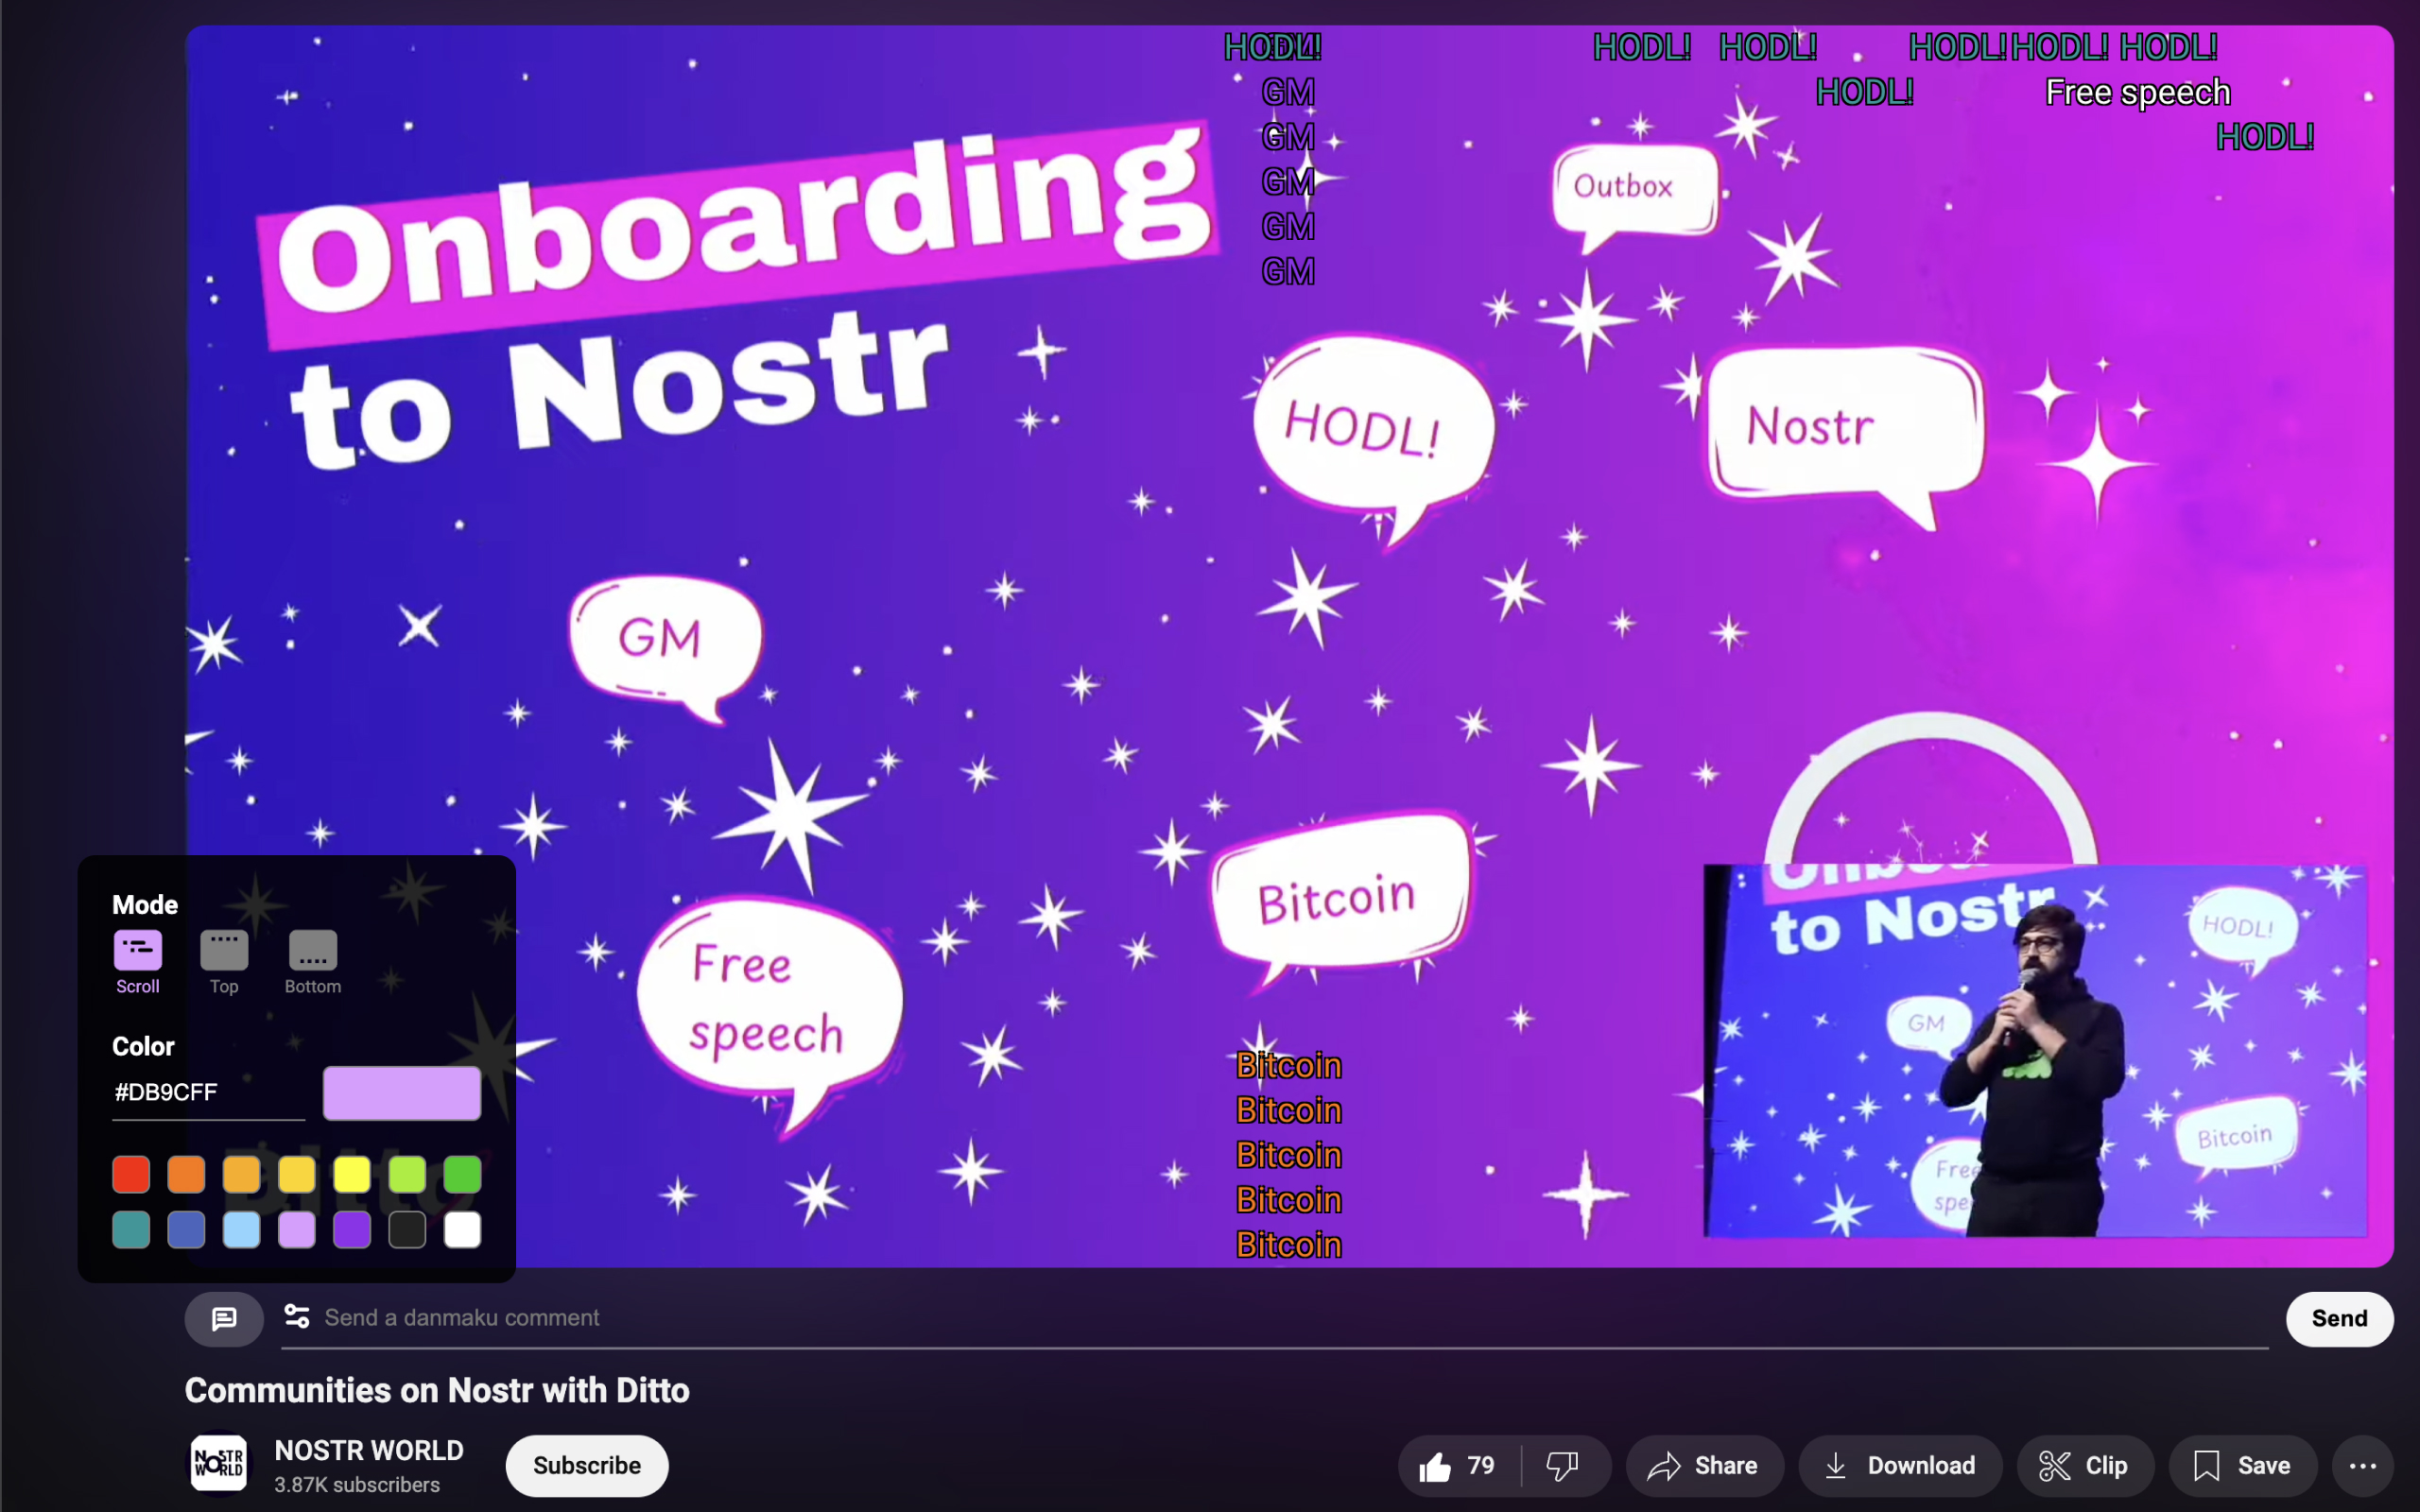 HODL! HODL! HODL! HODL! HODL! HODL!
GM HODL! Free speech
GM HODL!
GM
GM
GM
Onboarding
to Nostr
Outbox
HODL!
Nostr
GM
Bitcoin
Free
speech
to Nostr
HODL!
GM
Bitcoin
Free
Bitcoin
Bitcoin
Bitcoin
Bitcoin
Bitcoin
Mode
Scroll Top Bottom
Color
#DB9CFF
Send a danmaku comment
Send
Communities on Nostr with Ditto
NOSTR WORLD
NOSTR WORLD
3.87K subscribers
Subscribe
79 Share Download Clip Save